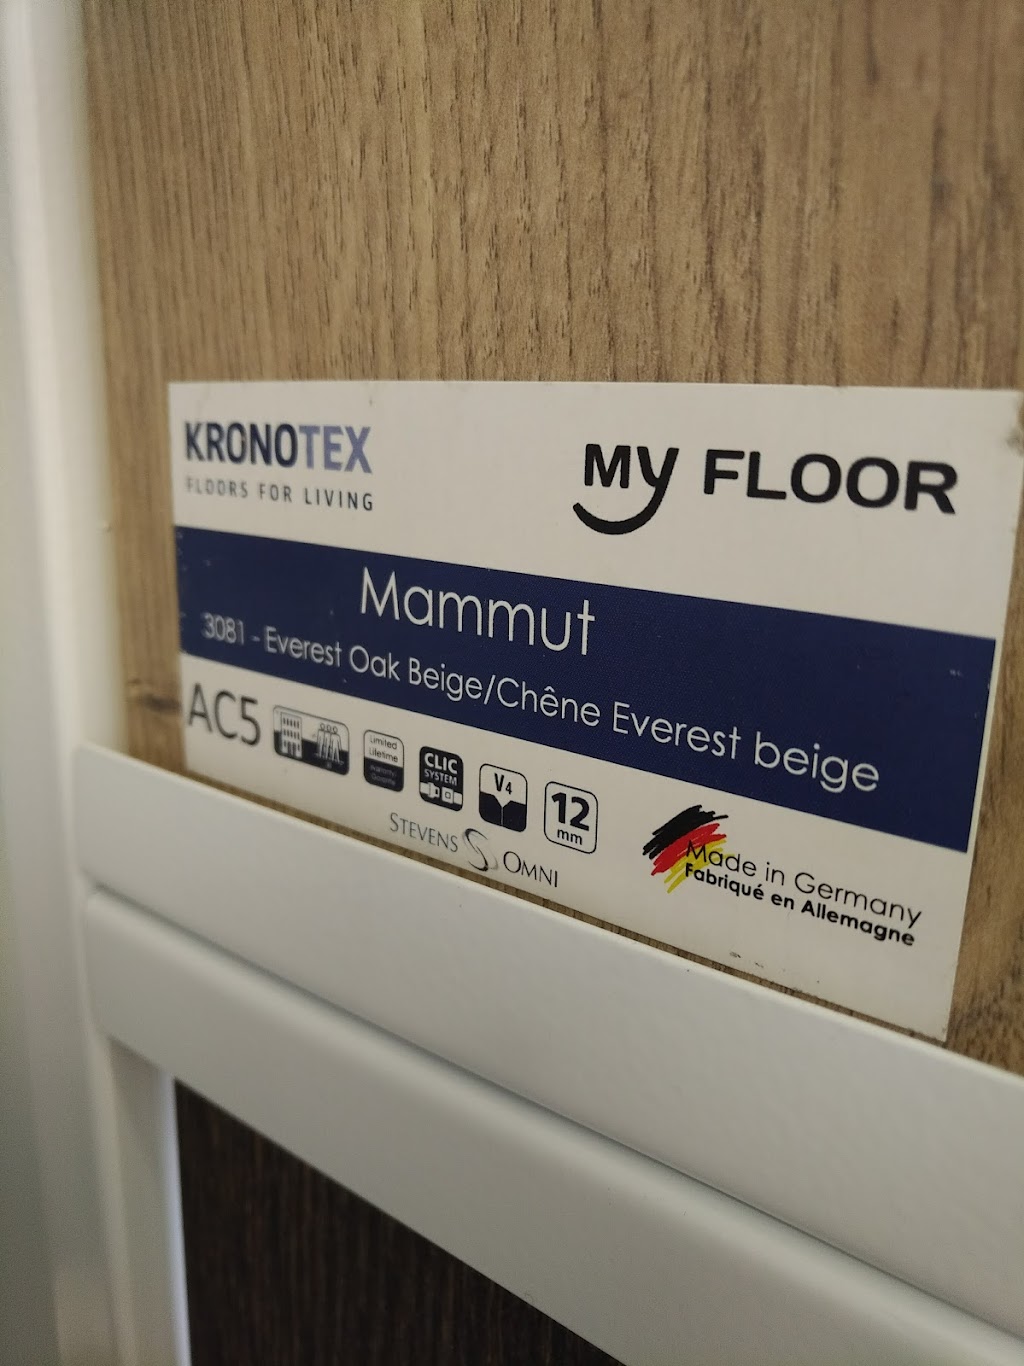 KRONOTEX
FLOORS FOR LIVING
MY FLOOR
Mammut
3081 - Everest Oak Beige/Chêne Everest beige
AC5
Limited
Lifetime
CLIC
SYSTEM
V4
12
mm
STEVENS OMNI
Made in Germany
Fabriqué en Allemagne